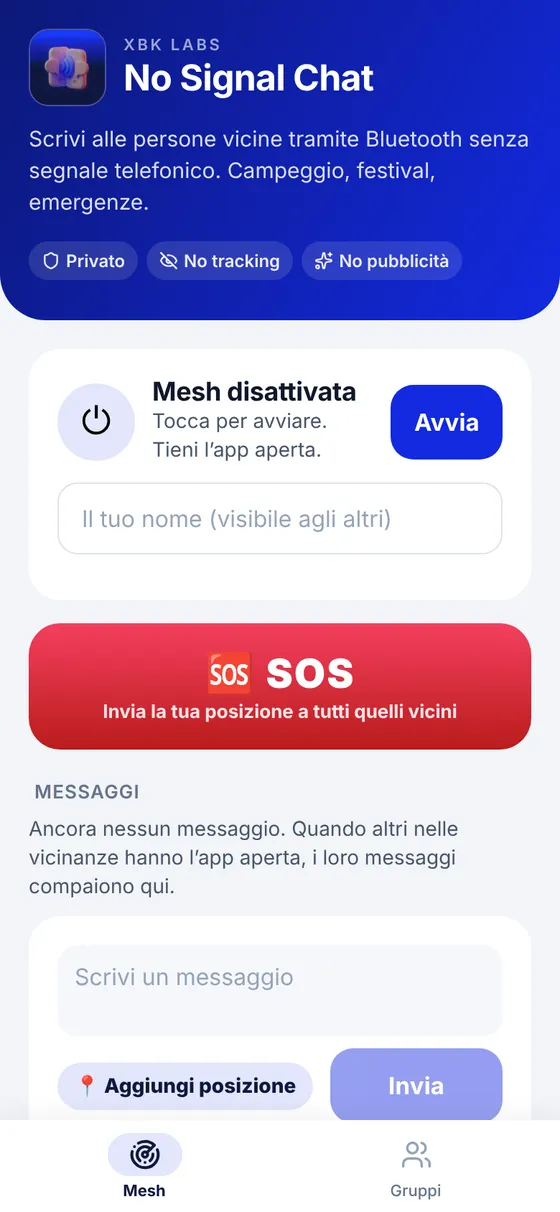 XBK LABS
No Signal Chat
Scrivi alle persone vicine tramite Bluetooth senza
segnale telefonico. Campeggio, festival,
emergenze.
Privato
No tracking
No pubblicità
Mesh disattivata
Tocca per avviare.
Tieni l’app aperta.
Avvia
Il tuo nome (visibile agli altri)
🆘 SOS
Invia la tua posizione a tutti quelli vicini
MESSAGGI
Ancora nessun messaggio. Quando altri nelle
vicinanze hanno l’app aperta, i loro messaggi
compaiono qui.
Scrivi un messaggio
📍 Aggiungi posizione
Invia
Mesh
Gruppi